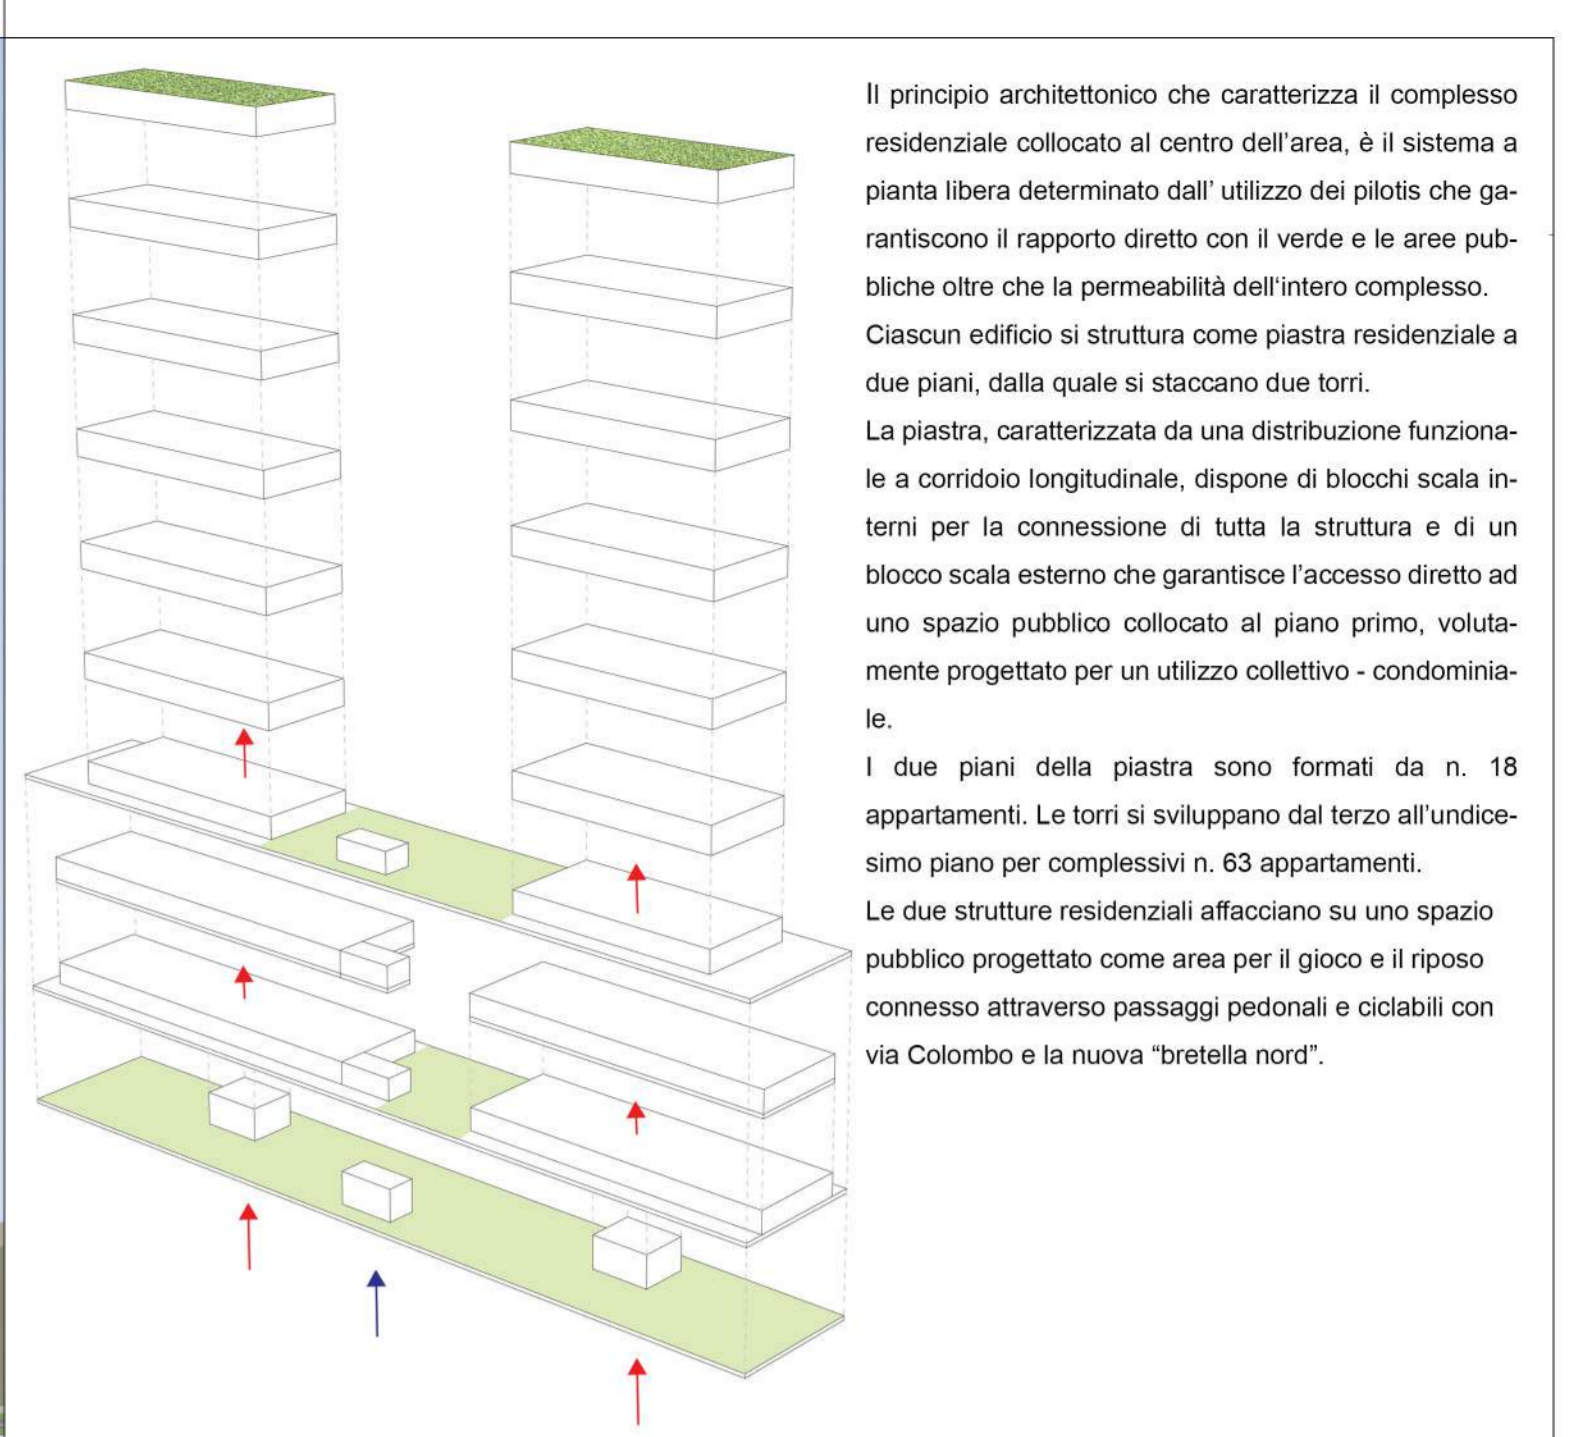 Il principio architettonico che caratterizza il complesso
residenziale collocato al centro dell'area, è il sistema a
pianta libera determinato dall' utilizzo dei pilotis che ga-
rantiscono il rapporto diretto con il verde e le aree pub-
bliche oltre che la permeabilità dell‘intero complesso.
Ciascun edificio si struttura come piastra residenziale a
due piani, dalla quale si staccano due torri.
La piastra, caratterizzata da una distribuzione funziona-
le a corridoio longitudinale, dispone di blocchi scala in-
terni per la connessione di tutta la struttura e di un
blocco scala esterno che garantisce l’accesso diretto ad
uno spazio pubblico collocato al piano primo, voluta-
mente progettato per un utilizzo collettivo - condominia-
le.
I due piani della piastra sono formati da n. 18
appartamenti. Le torri si sviluppano dal terzo all’undice-
simo piano per complessivi n. 63 appartamenti.
Le due strutture residenziali affacciano su uno spazio
pubblico progettato come area per il gioco e il riposo
connesso attraverso passaggi pedonali e ciclabili con
via Colombo e la nuova “bretella nord”.